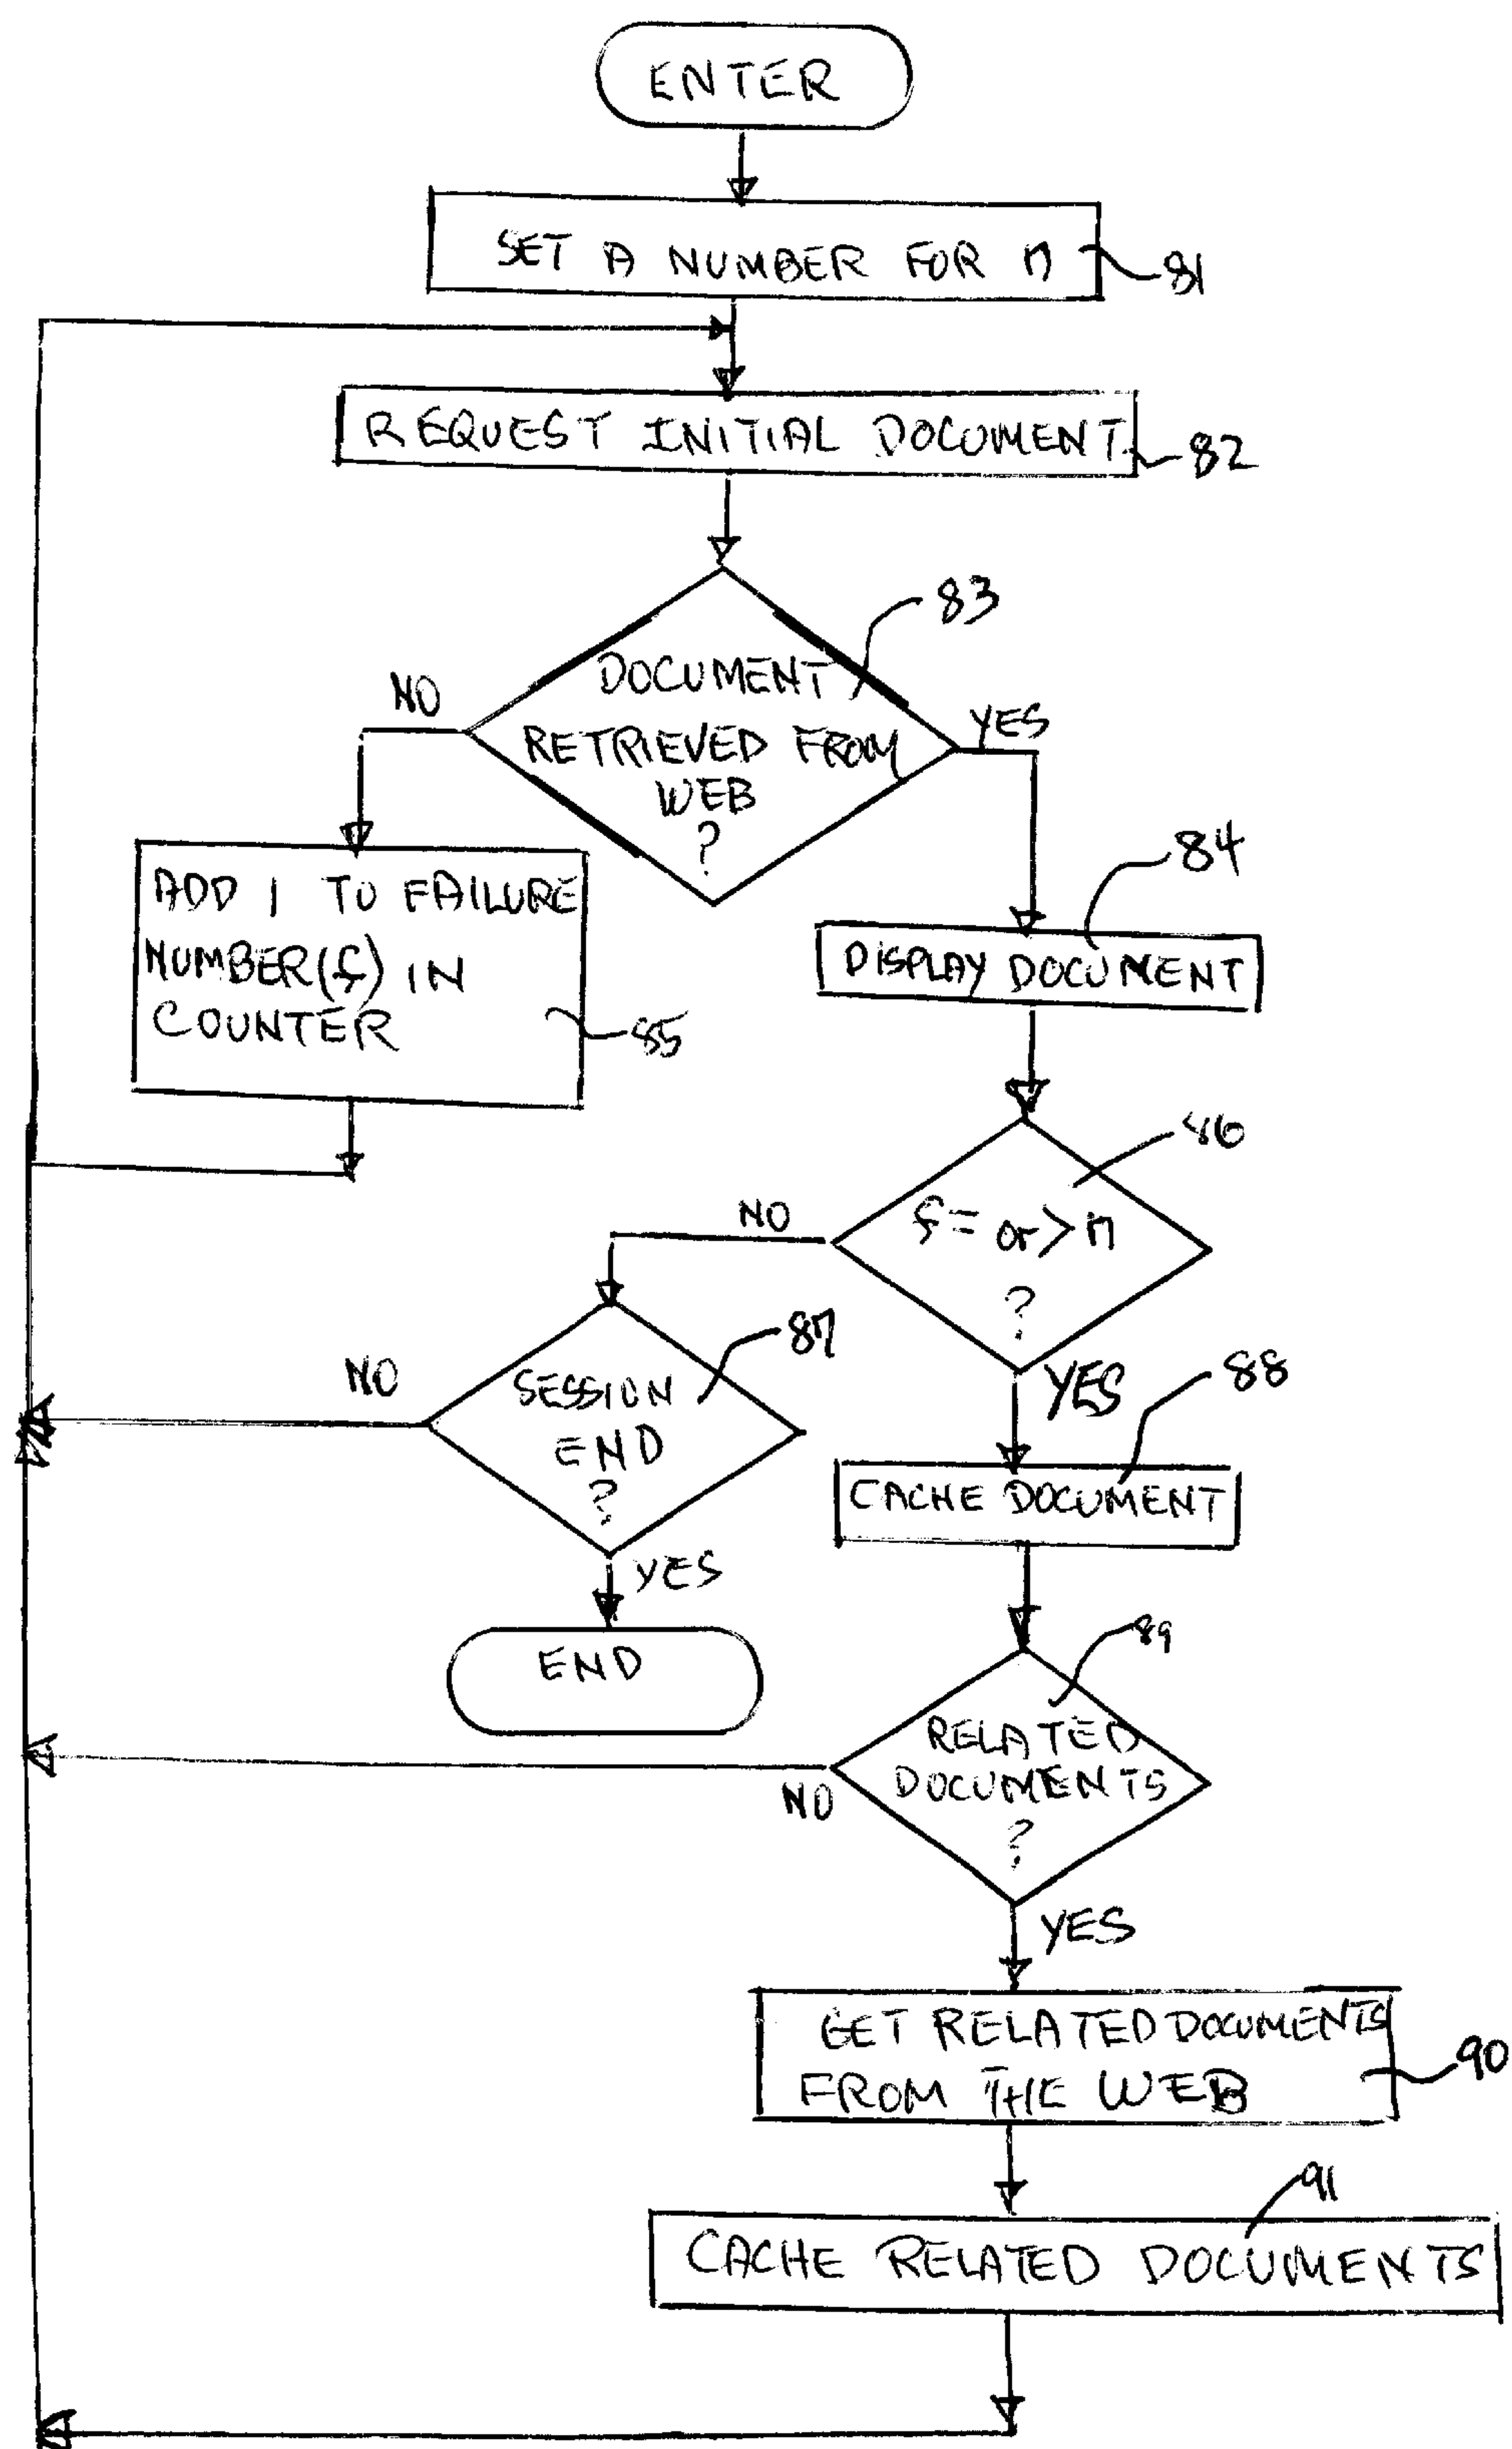 ENTER
SET A NUMBER FOR n
81
REQUEST INITIAL DOCUMENT
82
83
DOCUMENT
RETRIEVED FROM
WEB
?
NO
YES
84
ADD 1 TO FAILURE
NUMBER(f) IN
COUNTER
85
DISPLAY DOCUMENT
86
f= or > n
?
NO
YES
87
SESSION
END
?
NO
YES
88
CACHE DOCUMENT
END
89
RELATED
DOCUMENTS
?
NO
YES
GET RELATED DOCUMENTS
FROM THE WEB
90
91
CACHE RELATED DOCUMENTS